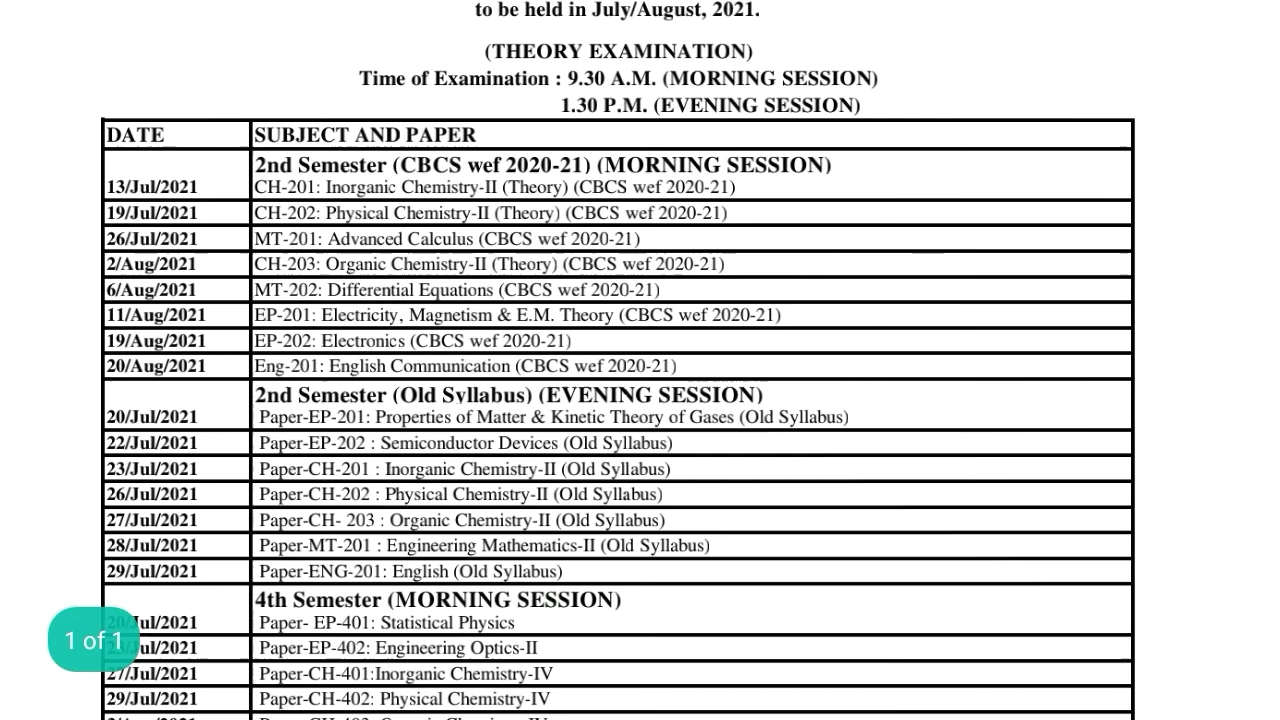 to be held in July/August, 2021.
(THEORY EXAMINATION)
Time of Examination : 9.30 A.M. (MORNING SESSION)
1.30 P.M. (EVENING SESSION)
DATE SUBJECT AND PAPER
2nd Semester (CBCS wef 2020-21) (MORNING SESSION)
13/Jul/2021 CH-201: Inorganic Chemistry-II (Theory) (CBCS wef 2020-21)
19/Jul/2021 CH-202: Physical Chemistry-II (Theory) (CBCS wef 2020-21)
26/Jul/2021 MT-201: Advanced Calculus (CBCS wef 2020-21)
2/Aug/2021 CH-203: Organic Chemistry-II (Theory) (CBCS wef 2020-21)
6/Aug/2021 MT-202: Differential Equations (CBCS wef 2020-21)
11/Aug/2021 EP-201: Electricity, Magnetism & E.M. Theory (CBCS wef 2020-21)
19/Aug/2021 EP-202: Electronics (CBCS wef 2020-21)
20/Aug/2021 Eng-201: English Communication (CBCS wef 2020-21)
2nd Semester (Old Syllabus) (EVENING SESSION)
20/Jul/2021 Paper-EP-201: Properties of Matter & Kinetic Theory of Gases (Old Syllabus)
22/Jul/2021 Paper-EP-202 : Semiconductor Devices (Old Syllabus)
23/Jul/2021 Paper-CH-201 : Inorganic Chemistry-II (Old Syllabus)
26/Jul/2021 Paper-CH-202 : Physical Chemistry-II (Old Syllabus)
27/Jul/2021 Paper-CH- 203 : Organic Chemistry-II (Old Syllabus)
28/Jul/2021 Paper-MT-201 : Engineering Mathematics-II (Old Syllabus)
29/Jul/2021 Paper-ENG-201: English (Old Syllabus)
4th Semester (MORNING SESSION)
20/Jul/2021 Paper- EP-401: Statistical Physics
1 of 1
Paper-EP-402: Engineering Optics-II
27/Jul/2021 Paper-CH-401:Inorganic Chemistry-IV
29/Jul/2021 Paper-CH-402: Physical Chemistry-IV